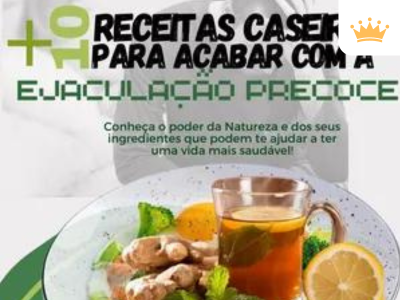 +10 RECEITAS CASEIR
PARA ACABAR COM A
EJACULAÇÃO PRECOCE
Conheça o poder da Natureza e dos seus
ingredientes que podem te ajudar a ter
uma vida mais saudável!